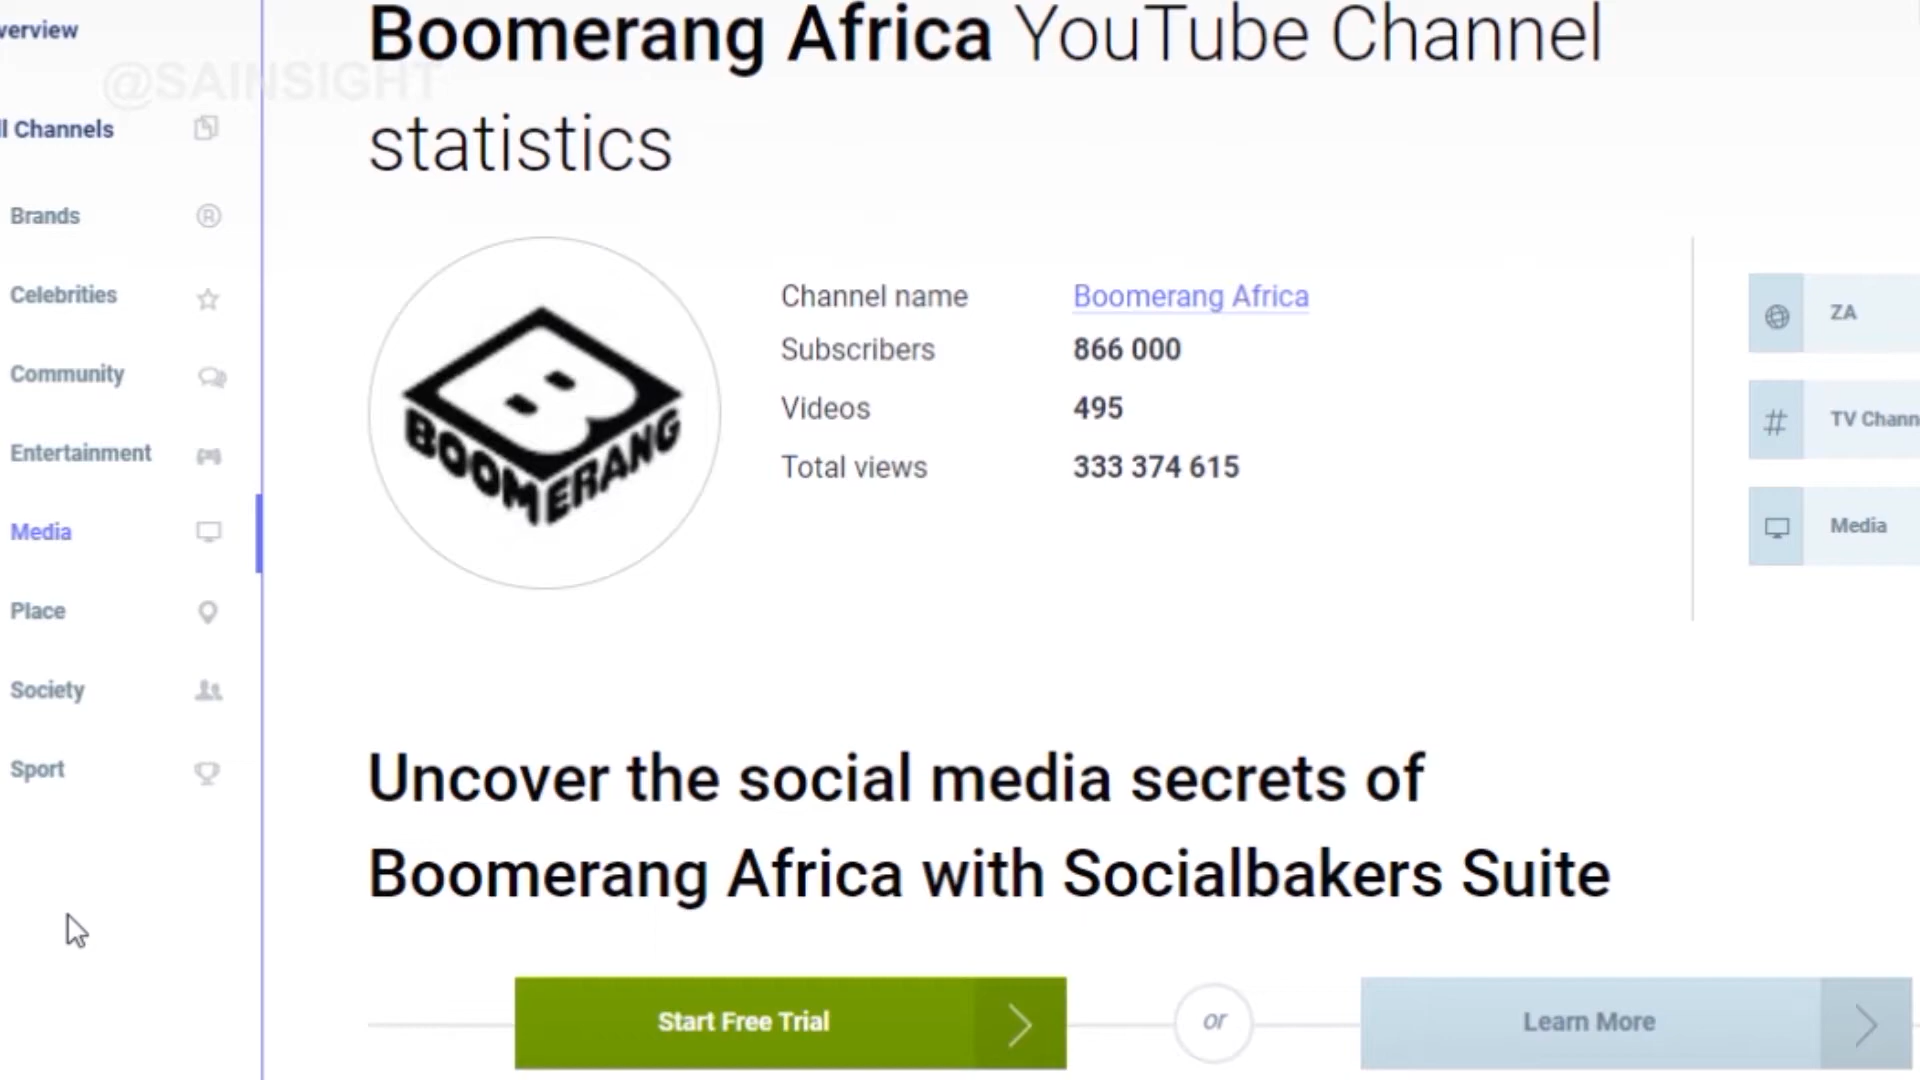 verview
@SAINSIGHT
ll Channels
Brands
Celebrities
Community
Entertainment
Media
Place
Society
Sport
Boomerang Africa YouTube Channel
statistics
BOOMERANG
Channel name Boomerang Africa
Subscribers 866 000
Videos 495
Total views 333 374 615
ZA
TV Chann
Media
Uncover the social media secrets of
Boomerang Africa with Socialbakers Suite
Start Free Trial
or
Learn More